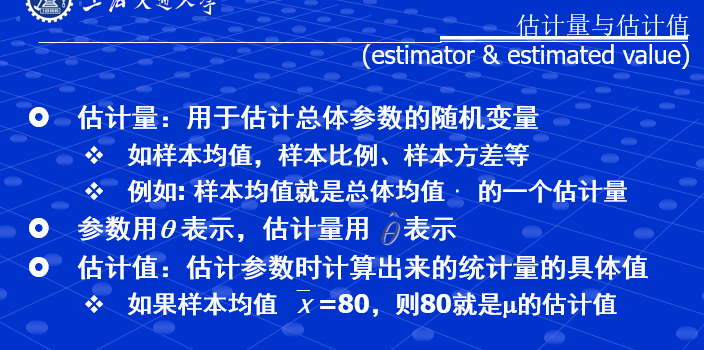 上海交通大学
估计量与估计值
(estimator & estimated value)
估计量：用于估计总体参数的随机变量
如样本均值，样本比例、样本方差等
例如: 样本均值就是总体均值 的一个估计量
参数用θ 表示，估计量用 θ̂ 表示
估计值：估计参数时计算出来的统计量的具体值
如果样本均值 x̄ =80，则80就是μ的估计值